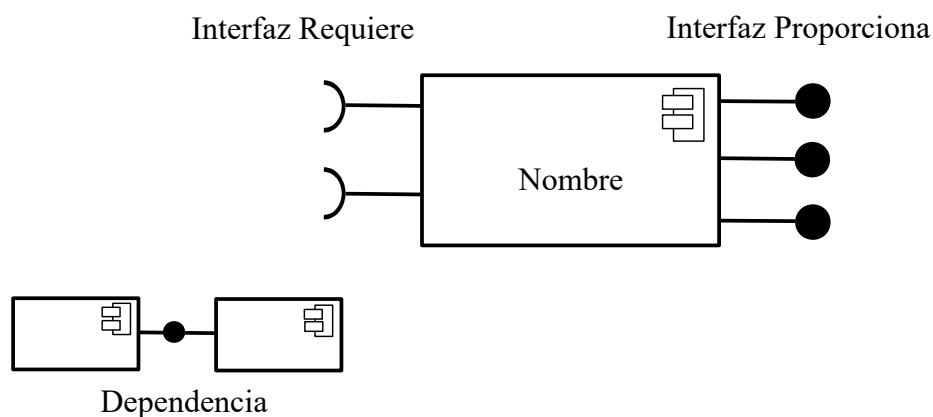 Interfaz Requiere
Interfaz Proporciona
Nombre
Dependencia